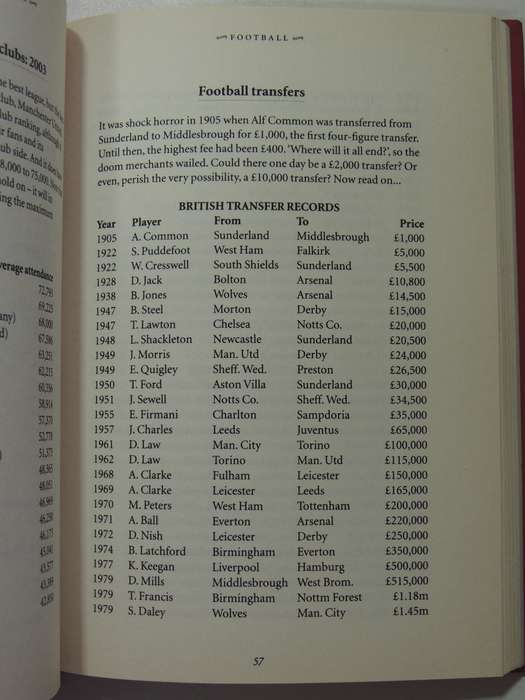 clubs: 2003
FOOTBALL
Football transfers
It was shock horror in 1905 when Alf Common was transferred from
Sunderland to Middlesbrough for £1,000, the first four-figure transfer.
Until then, the highest fee had been £400. ‘Where will it all end?’, so the
doom merchants wailed. Could there one day be a £2,000 transfer? Or
even, perish the very possibility, a £10,000 transfer? Now read on...
BRITISH TRANSFER RECORDS
Year Player From To Price
1905 A. Common Sunderland Middlesbrough £1,000
1922 S. Puddefoot West Ham Falkirk £5,000
1922 W. Cresswell South Shields Sunderland £5,500
1928 D. Jack Bolton Arsenal £10,800
1938 B. Jones Wolves Arsenal £14,500
1947 B. Steel Morton Derby £15,000
1947 T. Lawton Chelsea Notts Co. £20,000
1948 L. Shackleton Newcastle Sunderland £20,500
1949 J. Morris Man. Utd Derby £24,000
1949 E. Quigley Sheff. Wed. Preston £26,500
1950 T. Ford Aston Villa Sunderland £30,000
1951 J. Sewell Notts Co. Sheff. Wed. £34,500
1955 E. Firmani Charlton Sampdoria £35,000
1957 J. Charles Leeds Juventus £65,000
1961 D. Law Man. City Torino £100,000
1962 D. Law Torino Man. Utd £115,000
1968 A. Clarke Fulham Leicester £150,000
1969 A. Clarke Leicester Leeds £165,000
1970 M. Peters West Ham Tottenham £200,000
1971 A. Ball Everton Arsenal £220,000
1972 D. Nish Leicester Derby £250,000
1974 B. Latchford Birmingham Everton £350,000
1977 K. Keegan Liverpool Hamburg £500,000
1979 D. Mills Middlesbrough West Brom. £515,000
1979 T. Francis Birmingham Nottm Forest £1.18m
1979 S. Daley Wolves Man. City £1.45m
57